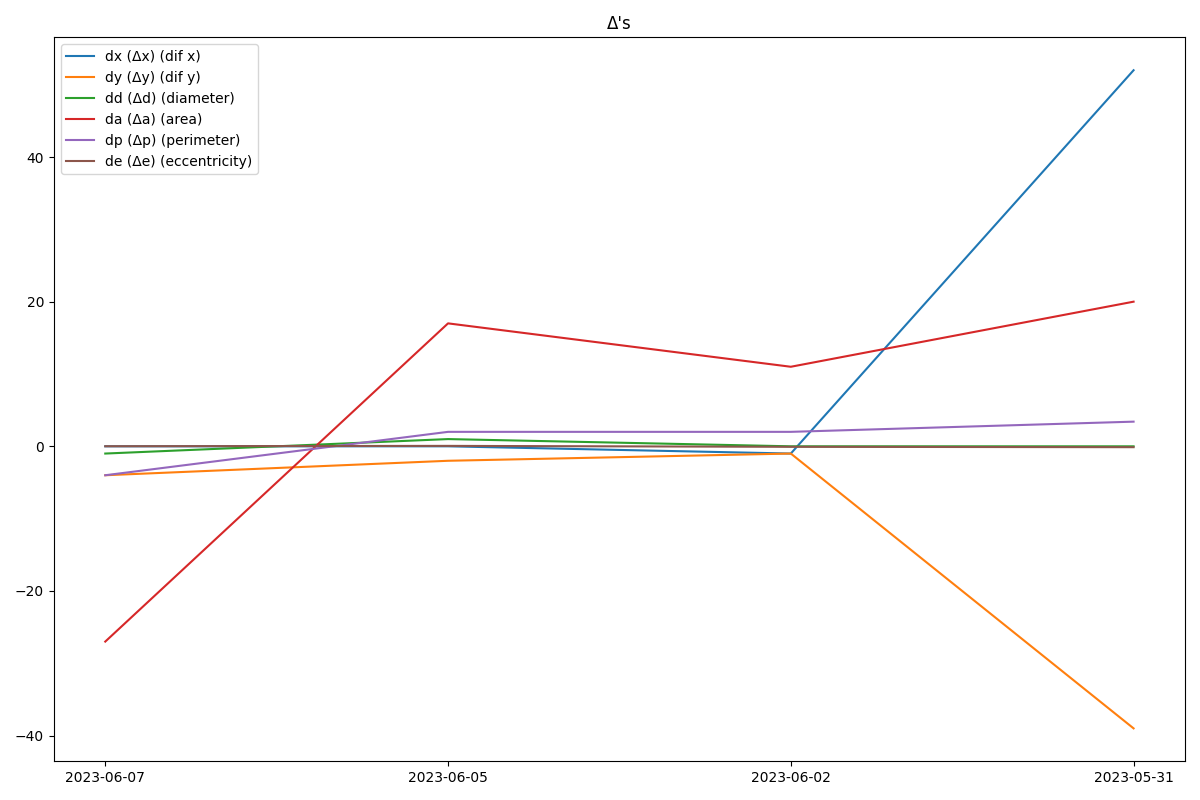 Δ's
dx (Δx) (dif x)
dy (Δy) (dif y)
dd (Δd) (diameter)
da (Δa) (area)
dp (Δp) (perimeter)
de (Δe) (eccentricity)
40
20
0
−20
−40
2023-06-07
2023-06-05
2023-06-02
2023-05-31